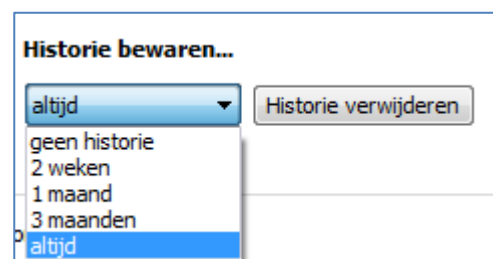 Historie bewaren...
altijd Historie verwijderen
geen historie
2 weken
1 maand
3 maanden
altijd